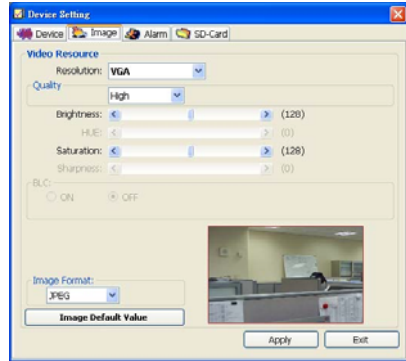 Device Setting
Device Image Alarm SD-Card
Video Resource
Resolution: VGA
Quality
High
Brightness: (128)
HUE: (0)
Saturation: (128)
Sharpness: (0)
BLC:
ON OFF
Image Format:
JPEG
Image Default Value
Apply Exit